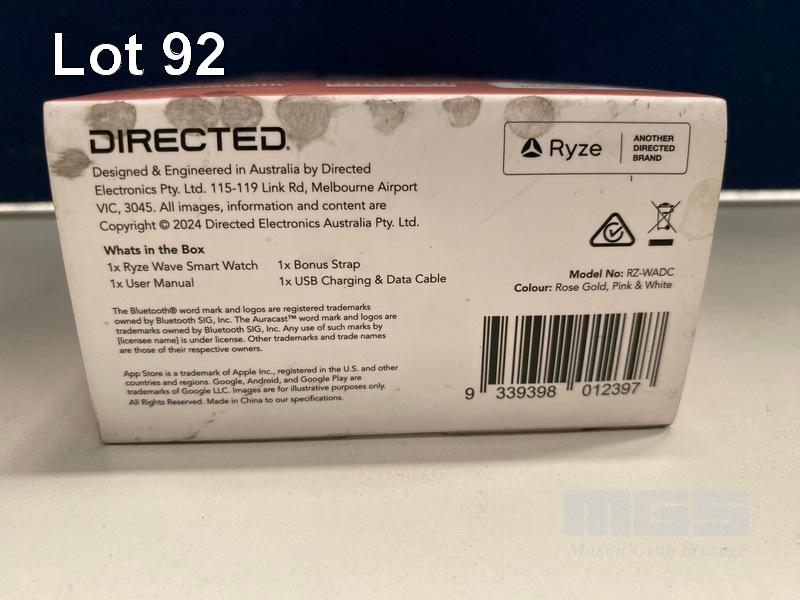 Lot 92
DIRECTED.
Designed & Engineered in Australia by Directed
Electronics Pty. Ltd. 115-119 Link Rd, Melbourne Airport
VIC, 3045. All images, information and content are
Copyright © 2024 Directed Electronics Australia Pty. Ltd.
Ryze
ANOTHER
DIRECTED
BRAND
Whats in the Box
1x Ryze Wave Smart Watch
1x Bonus Strap
1x User Manual
1x USB Charging & Data Cable
Model No: RZ-WADC
Colour: Rose Gold, Pink & White
The Bluetooth® word mark and logos are registered trademarks
owned by Bluetooth SIG, Inc. The Auracast™ word mark and logos are
trademarks owned by Bluetooth SIG, Inc. Any use of such marks by
[licensee name] is under license. Other trademarks and trade names
are those of their respective owners.
App Store is a trademark of Apple Inc., registered in the U.S. and other
countries and regions. Google, Android, and Google Play are
trademarks of Google LLC. Images are for illustrative purposes only.
All Rights Reserved. Made in China to our specifications.
9 339398 012397
MGS
Mason Gray Strange